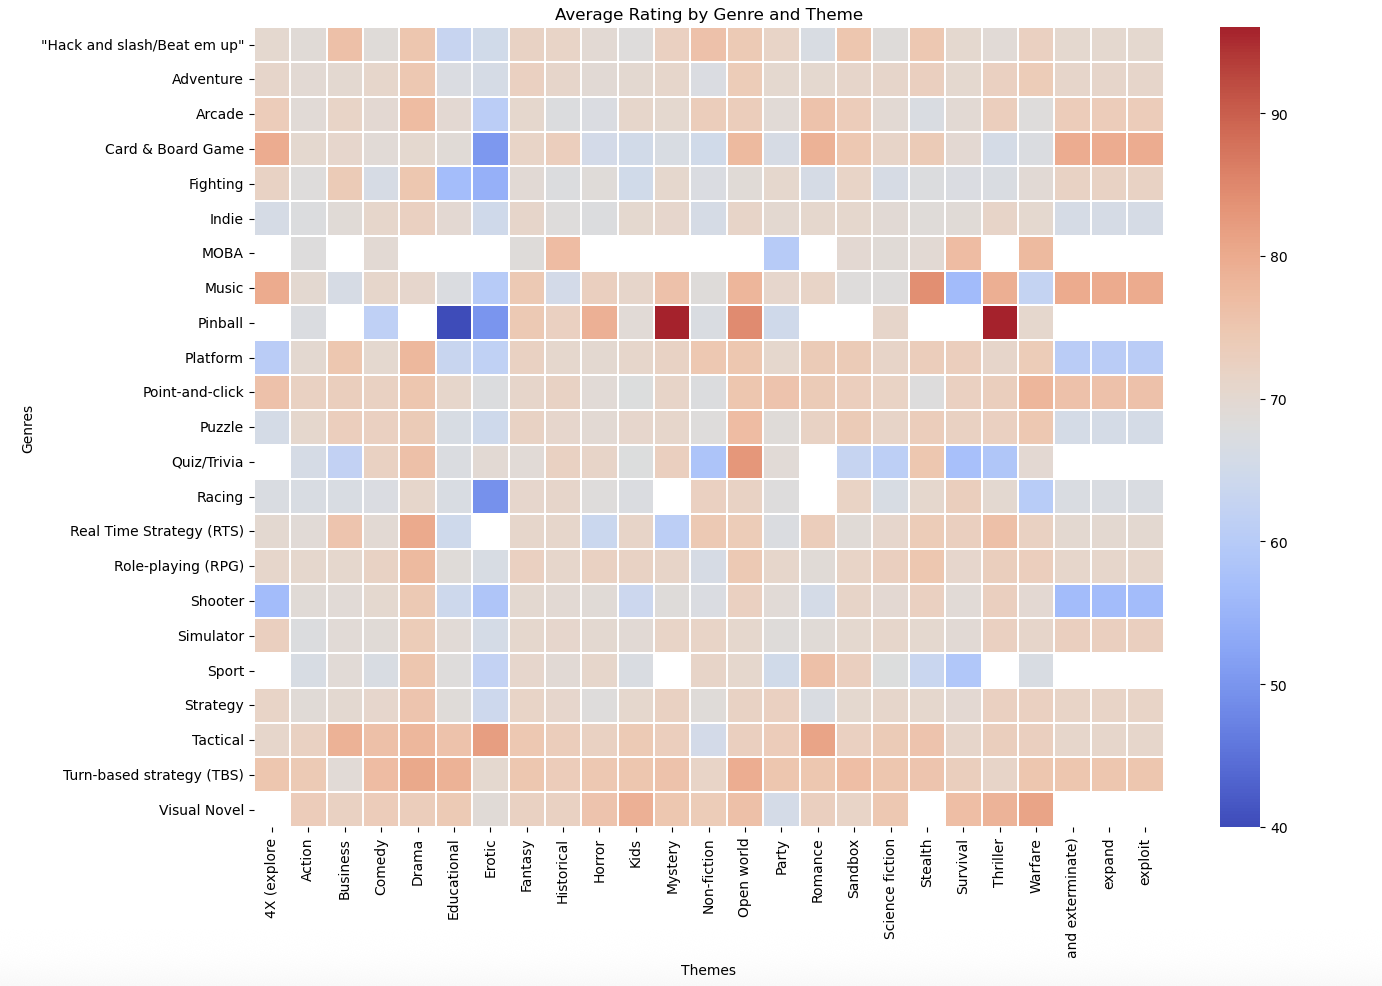 Average Rating by Genre and Theme
"Hack and slash/Beat em up"
Adventure
Arcade
Card & Board Game
Fighting
Indie
MOBA
Music
Pinball
Platform
Point-and-click
Puzzle
Quiz/Trivia
Racing
Real Time Strategy (RTS)
Role-playing (RPG)
Shooter
Simulator
Sport
Strategy
Tactical
Turn-based strategy (TBS)
Visual Novel
Genres
4X (explore
Action
Business
Comedy
Drama
Educational
Erotic
Fantasy
Historical
Horror
Kids
Mystery
Non-fiction
Open world
Party
Romance
Sandbox
Science fiction
Stealth
Survival
Thriller
Warfare
and exterminate)
expand
exploit
Themes
90
80
70
60
50
40